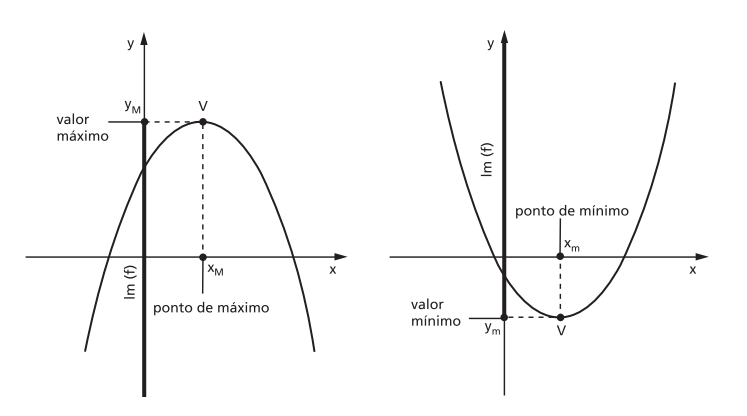 y
y_M
V
valor
máximo
Im (f)
x_M
x
ponto de máximo
y
Im (f)
ponto de mínimo
x_m
x
valor
mínimo
y_m
V